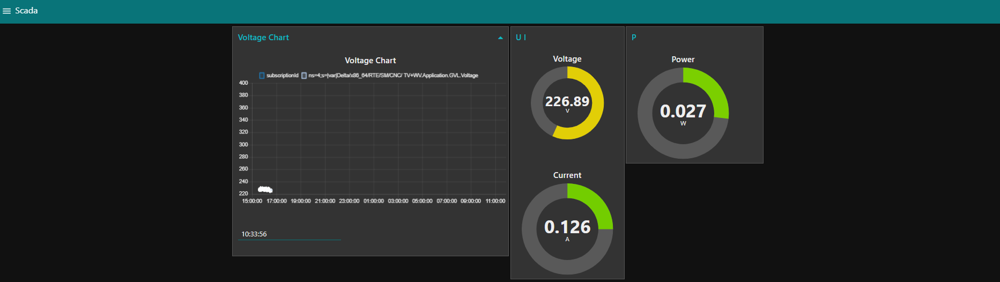 Scada
Voltage Chart
Voltage Chart
subscriptionId ns=4;s=|var|Delta/x86_64/RTE/SM/CNC/ TV+WV.Application.GVL.Voltage
400
380
360
340
320
300
280
260
240
220
15:00:00 17:00:00 19:00:00 21:00:00 23:00:00 01:00:00 03:00:00 05:00:00 07:00:00 09:00:00 11:00:00
10:33:56
U I
Voltage
226.89
V
Current
0.126
A
P
Power
0.027
W